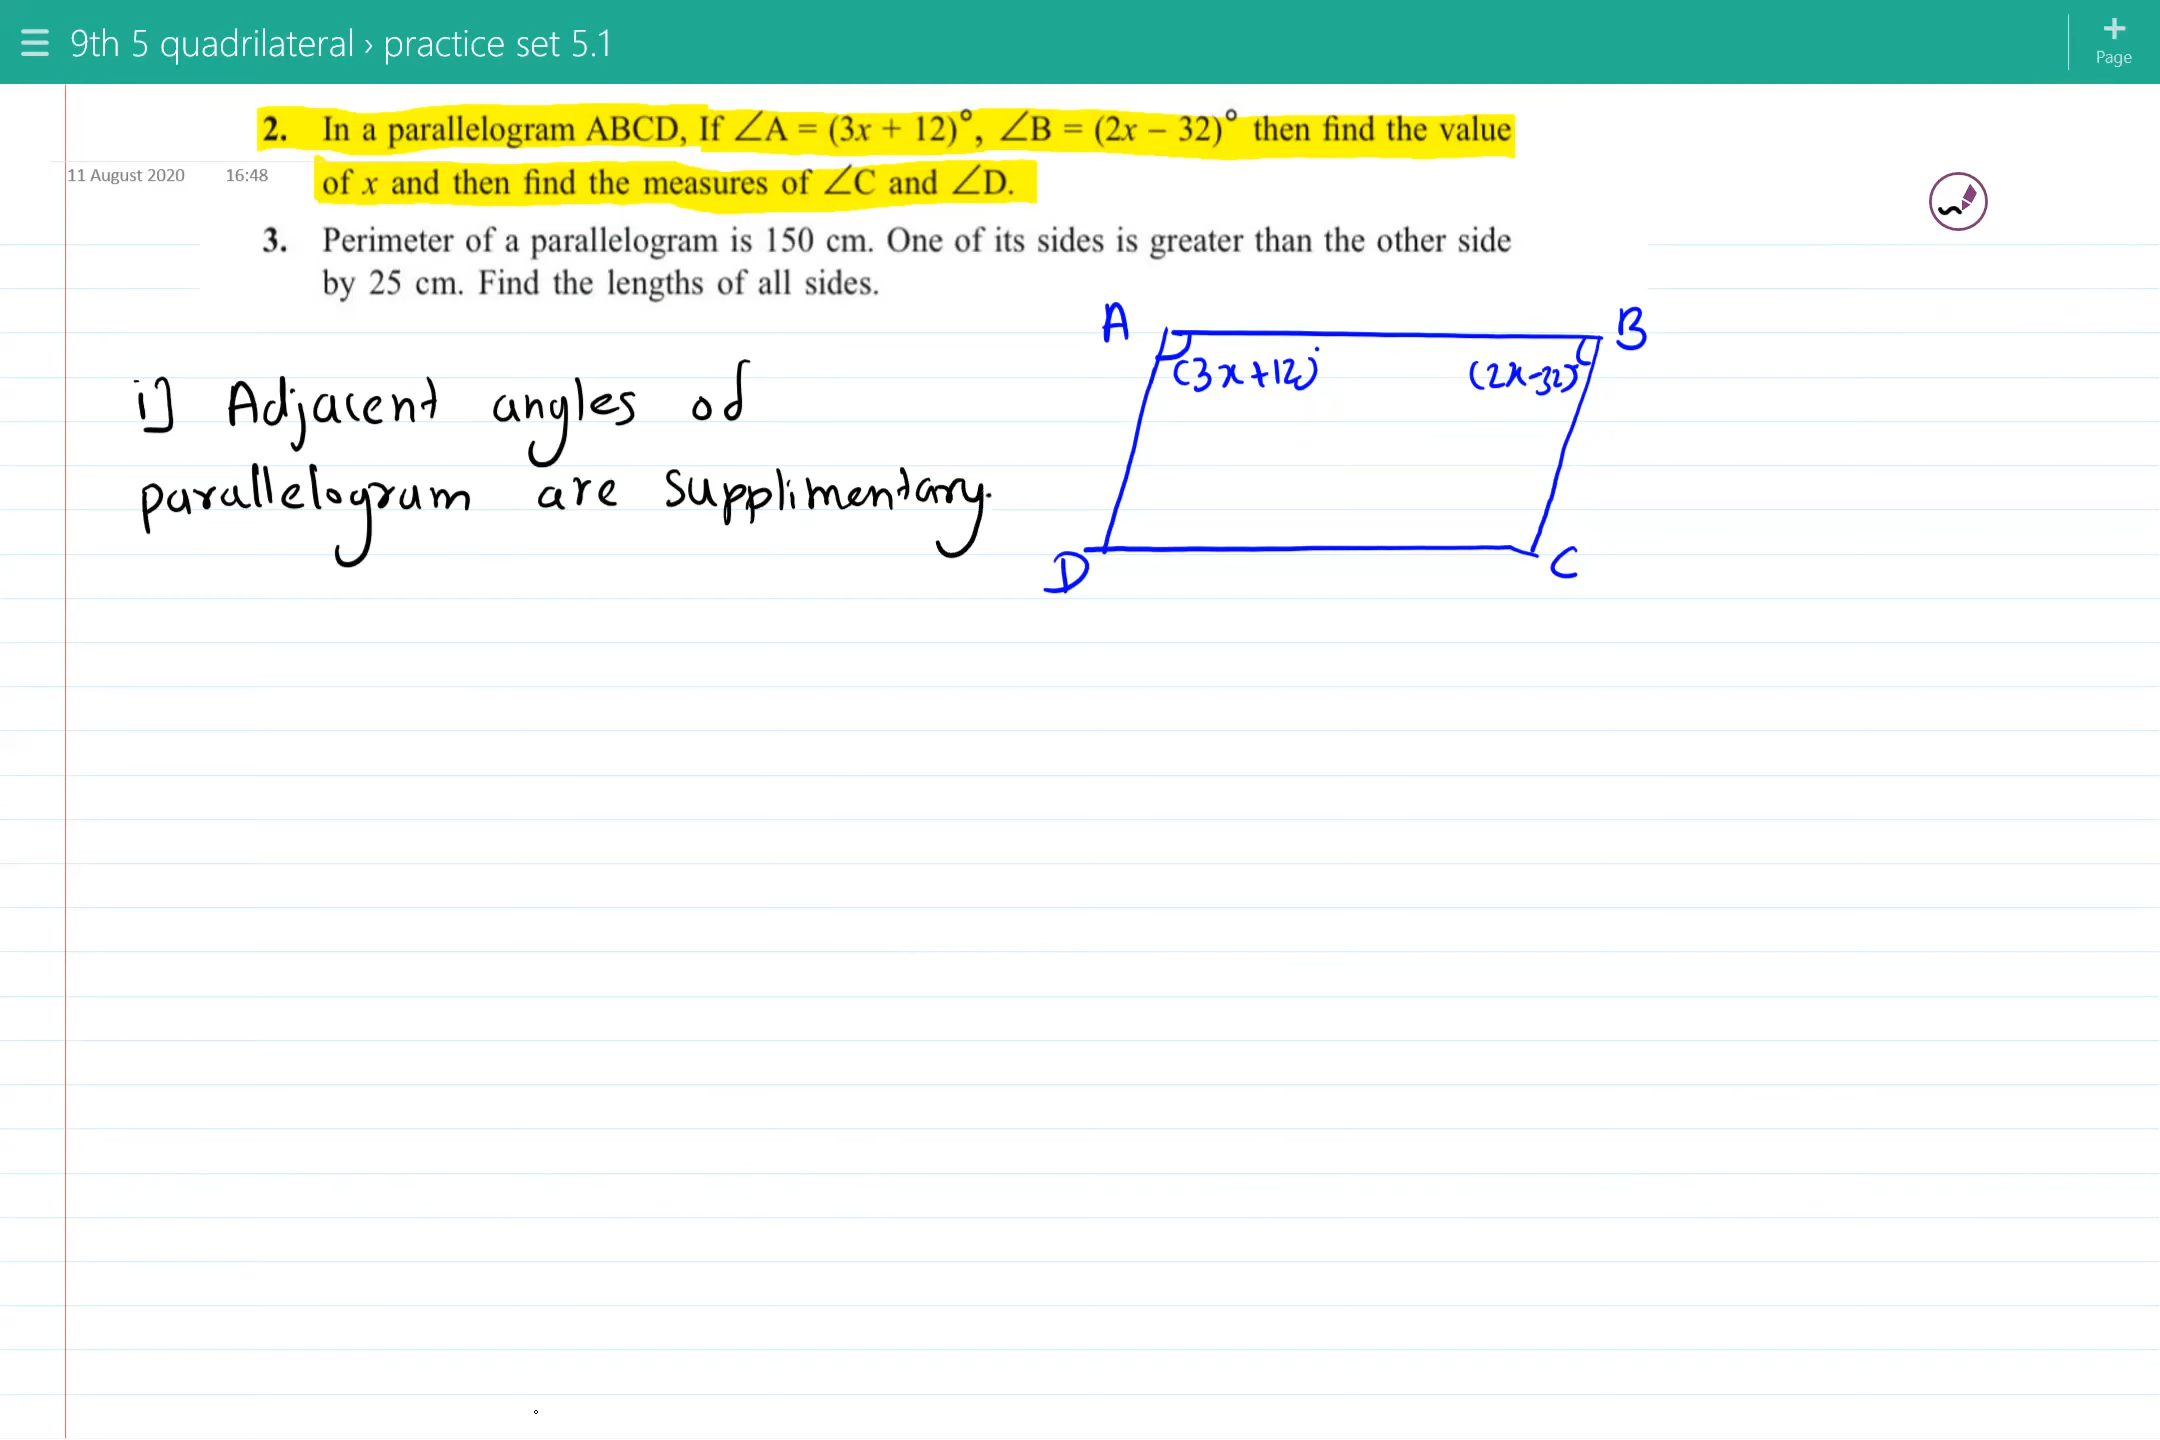 9th 5 quadrilateral › practice set 5.1
+
Page
2. In a parallelogram ABCD, If ∠A = (3x + 12)°, ∠B = (2x – 32)° then find the value
11 August 2020 16:48
of x and then find the measures of ∠C and ∠D.
3. Perimeter of a parallelogram is 150 cm. One of its sides is greater than the other side
by 25 cm. Find the lengths of all sides.
A B
(3x+12)° (2x-32)°
i] Adjacent angles of
parallelogram are supplimentary.
D C